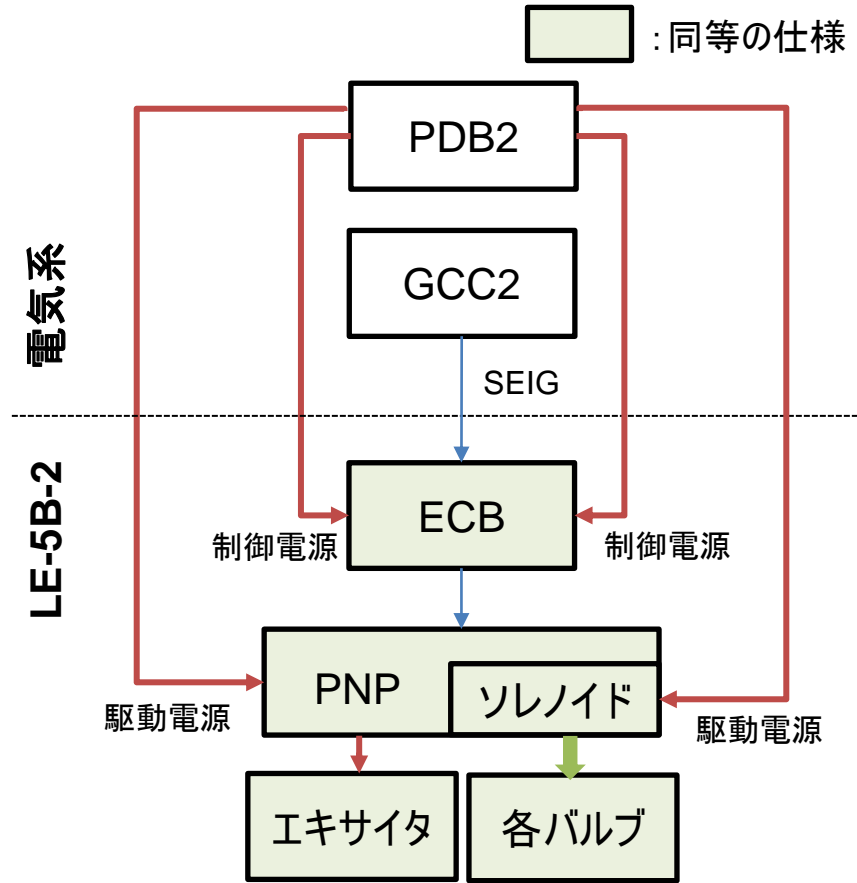 ：同等の仕様
PDB2
GCC2
電気系
SEIG
LE-5B-2
ECB
制御電源
制御電源
PNP
ソレノイド
駆動電源
駆動電源
エキサイタ
各バルブ